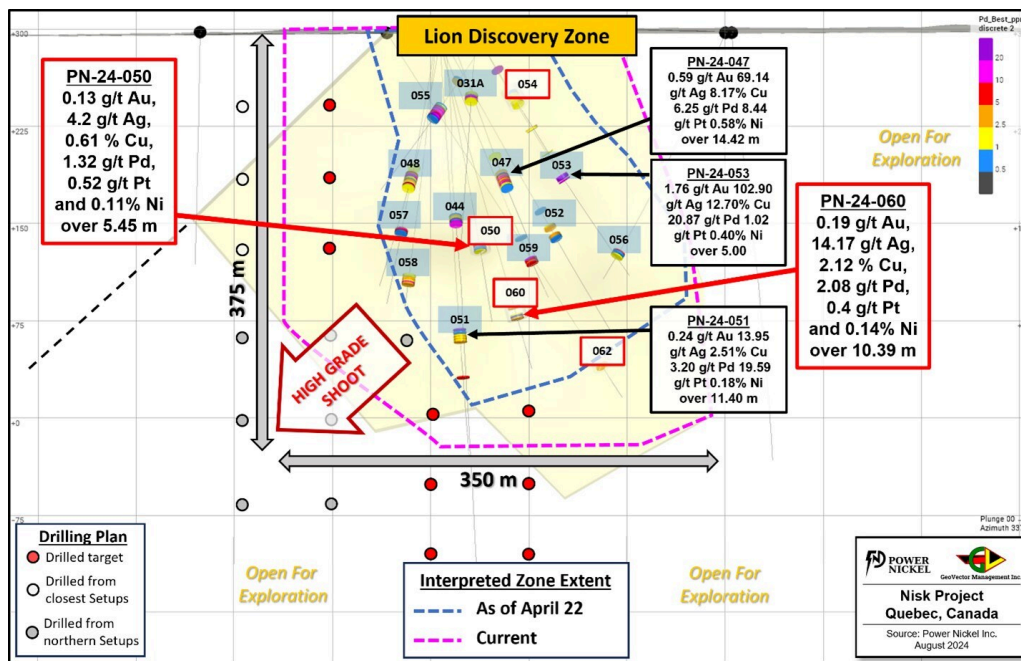 Lion Discovery Zone
Pd_Best_ppm
discrete 2
20
10
5
2.5
1
0.5
+300
+225
+150
+75
+0
-75
PN-24-050
0.13 g/t Au,
4.2 g/t Ag,
0.61 % Cu,
1.32 g/t Pd,
0.52 g/t Pt
and 0.11% Ni
over 5.45 m
055
031A
054
048
047
053
057
044
050
052
056
058
059
060
051
062
PN-24-047
0.59 g/t Au 69.14
g/t Ag 8.17% Cu
6.25 g/t Pd 8.44
g/t Pt 0.58% Ni
over 14.42 m
PN-24-053
1.76 g/t Au 102.90
g/t Ag 12.70% Cu
20.87 g/t Pd 1.02
g/t Pt 0.40% Ni
over 5.00
PN-24-060
0.19 g/t Au,
14.17 g/t Ag,
2.12 % Cu,
2.08 g/t Pd,
0.4 g/t Pt
and 0.14% Ni
over 10.39 m
PN-24-051
0.24 g/t Au 13.95
g/t Ag 2.51% Cu
3.20 g/t Pd 19.59
g/t Pt 0.18% Ni
over 11.40 m
Open For
Exploration
375 m
HIGH GRADE
SHOOT
350 m
Drilling Plan
Drilled target
Drilled from
closest Setups
Drilled from
northern Setups
Open For
Exploration
Interpreted Zone Extent
As of April 22
Current
Open For
Exploration
Plunge 00
Azimuth
POWER
NICKEL
GeoVector Management Inc.
Nisk Project
Quebec, Canada
Source: Power Nickel Inc.
August 2024